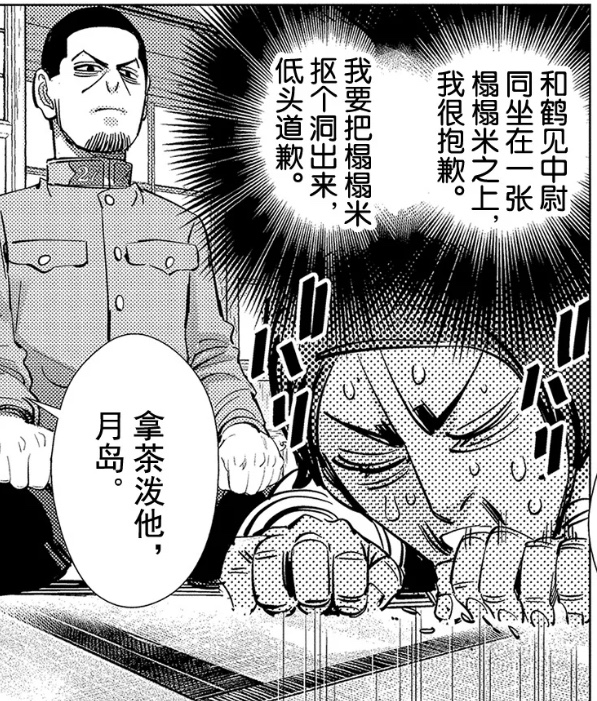 和鹤见中尉
同坐在一张
榻榻米之上，
我很抱歉。
我要把榻榻米
抠个洞出来，
低头道歉。
拿茶泼他，
月岛。
2